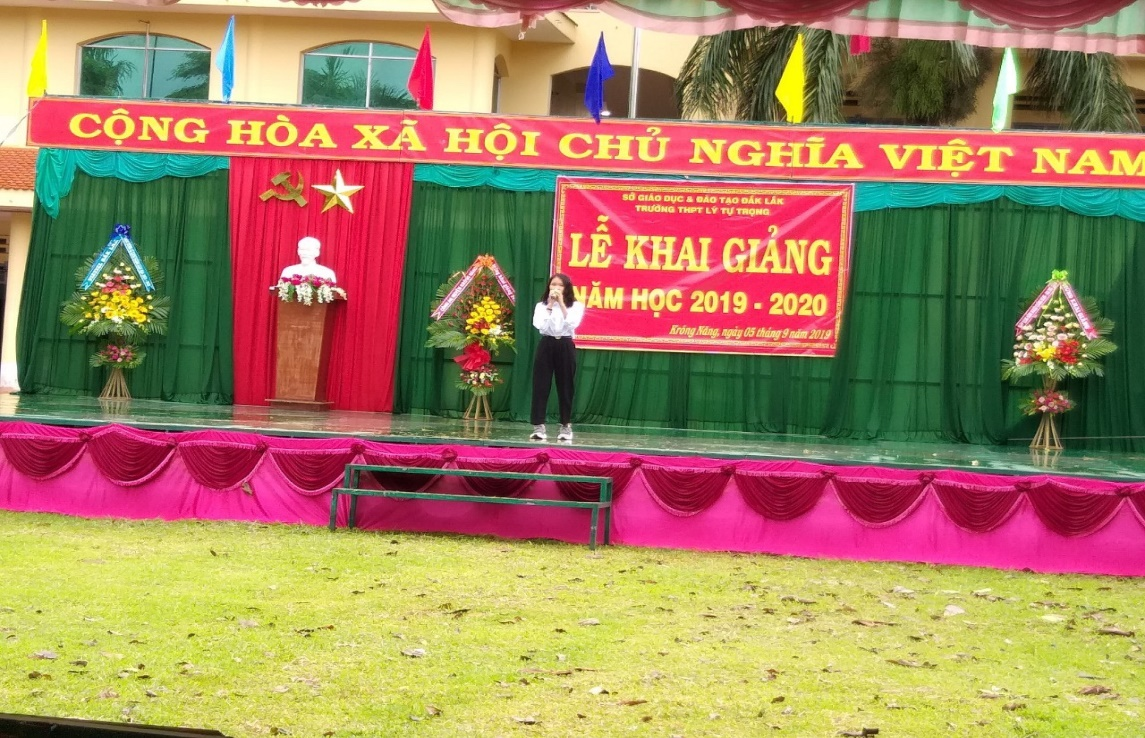 CỘNG HÒA XÃ HỘI CHỦ NGHĨA VIỆT NAM
SỞ GIÁO DỤC & ĐÀO TẠO ĐẮK LẮK
TRƯỜNG THPT LÝ TỰ TRỌNG
LỄ KHAI GIẢNG
NĂM HỌC 2019 - 2020
Krông Năng, ngày 05 tháng 9 năm 2019